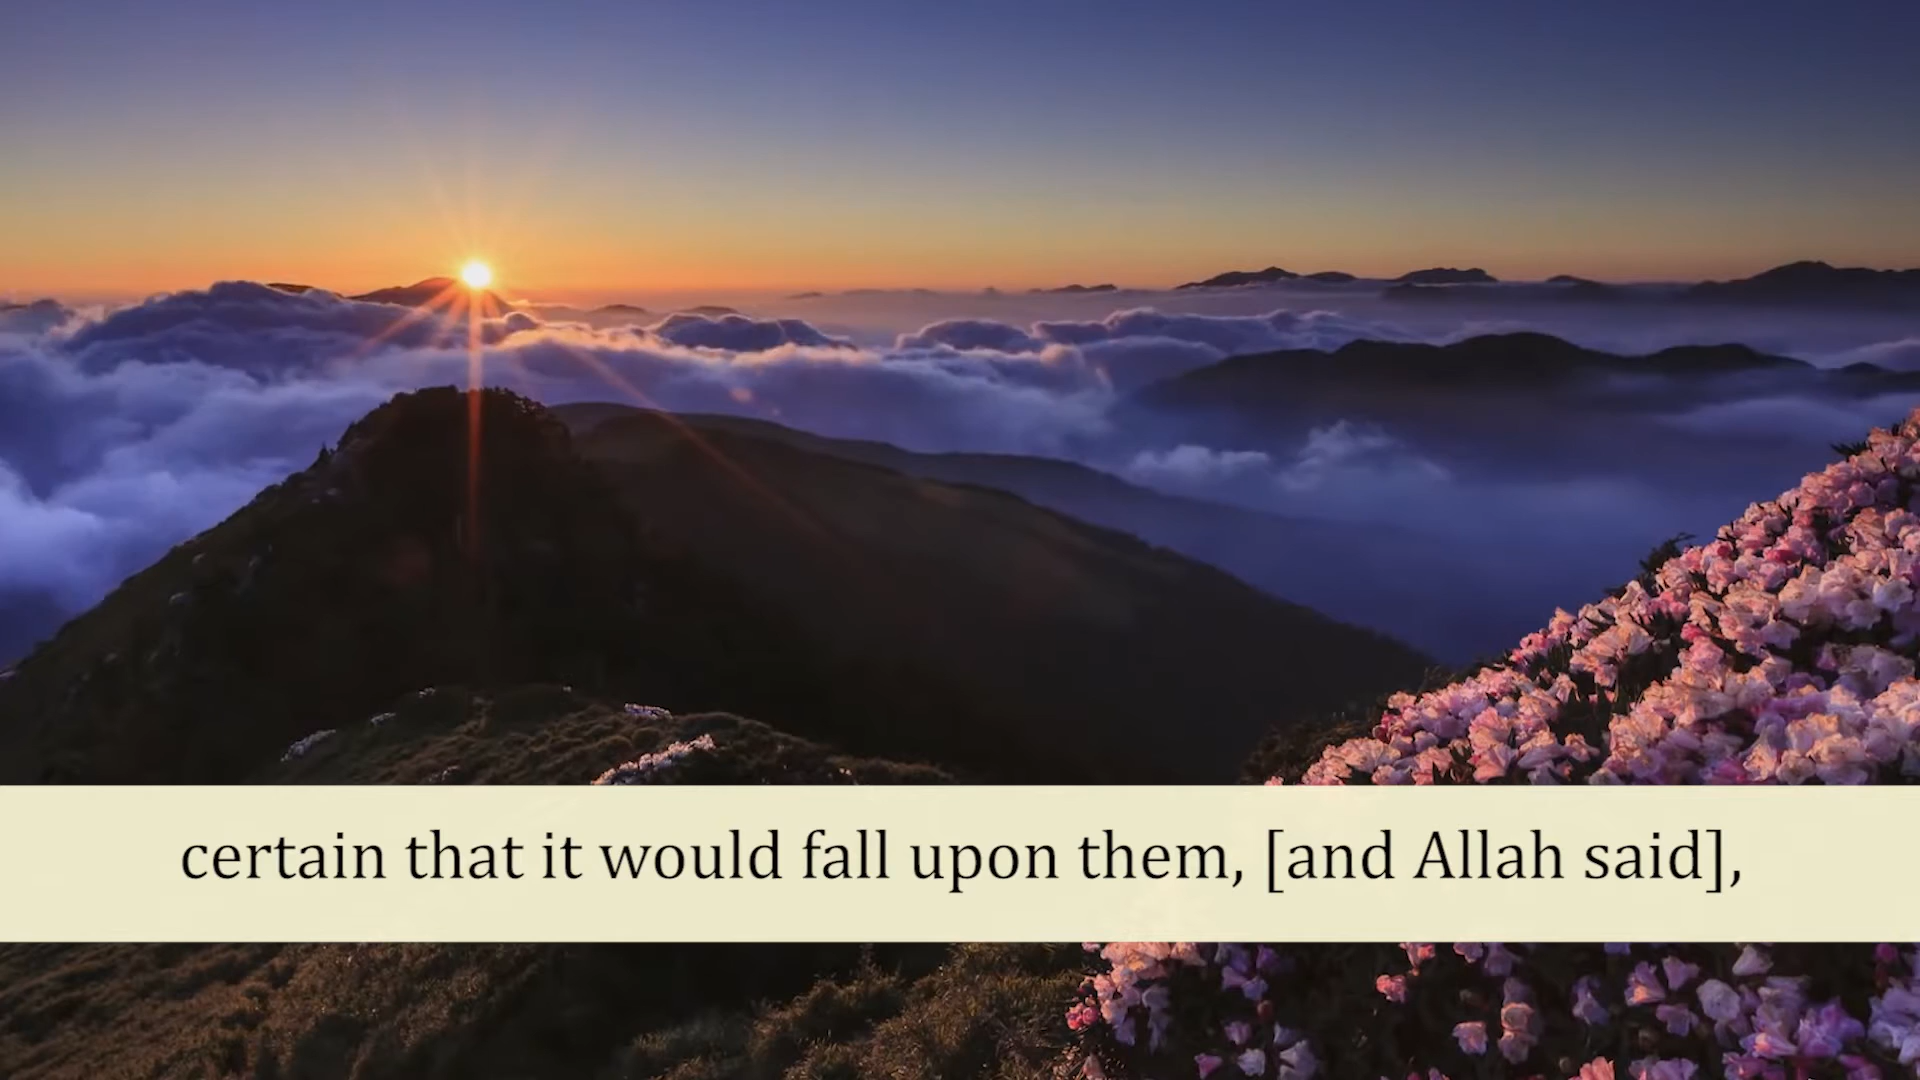 certain that it would fall upon them, [and Allah said],